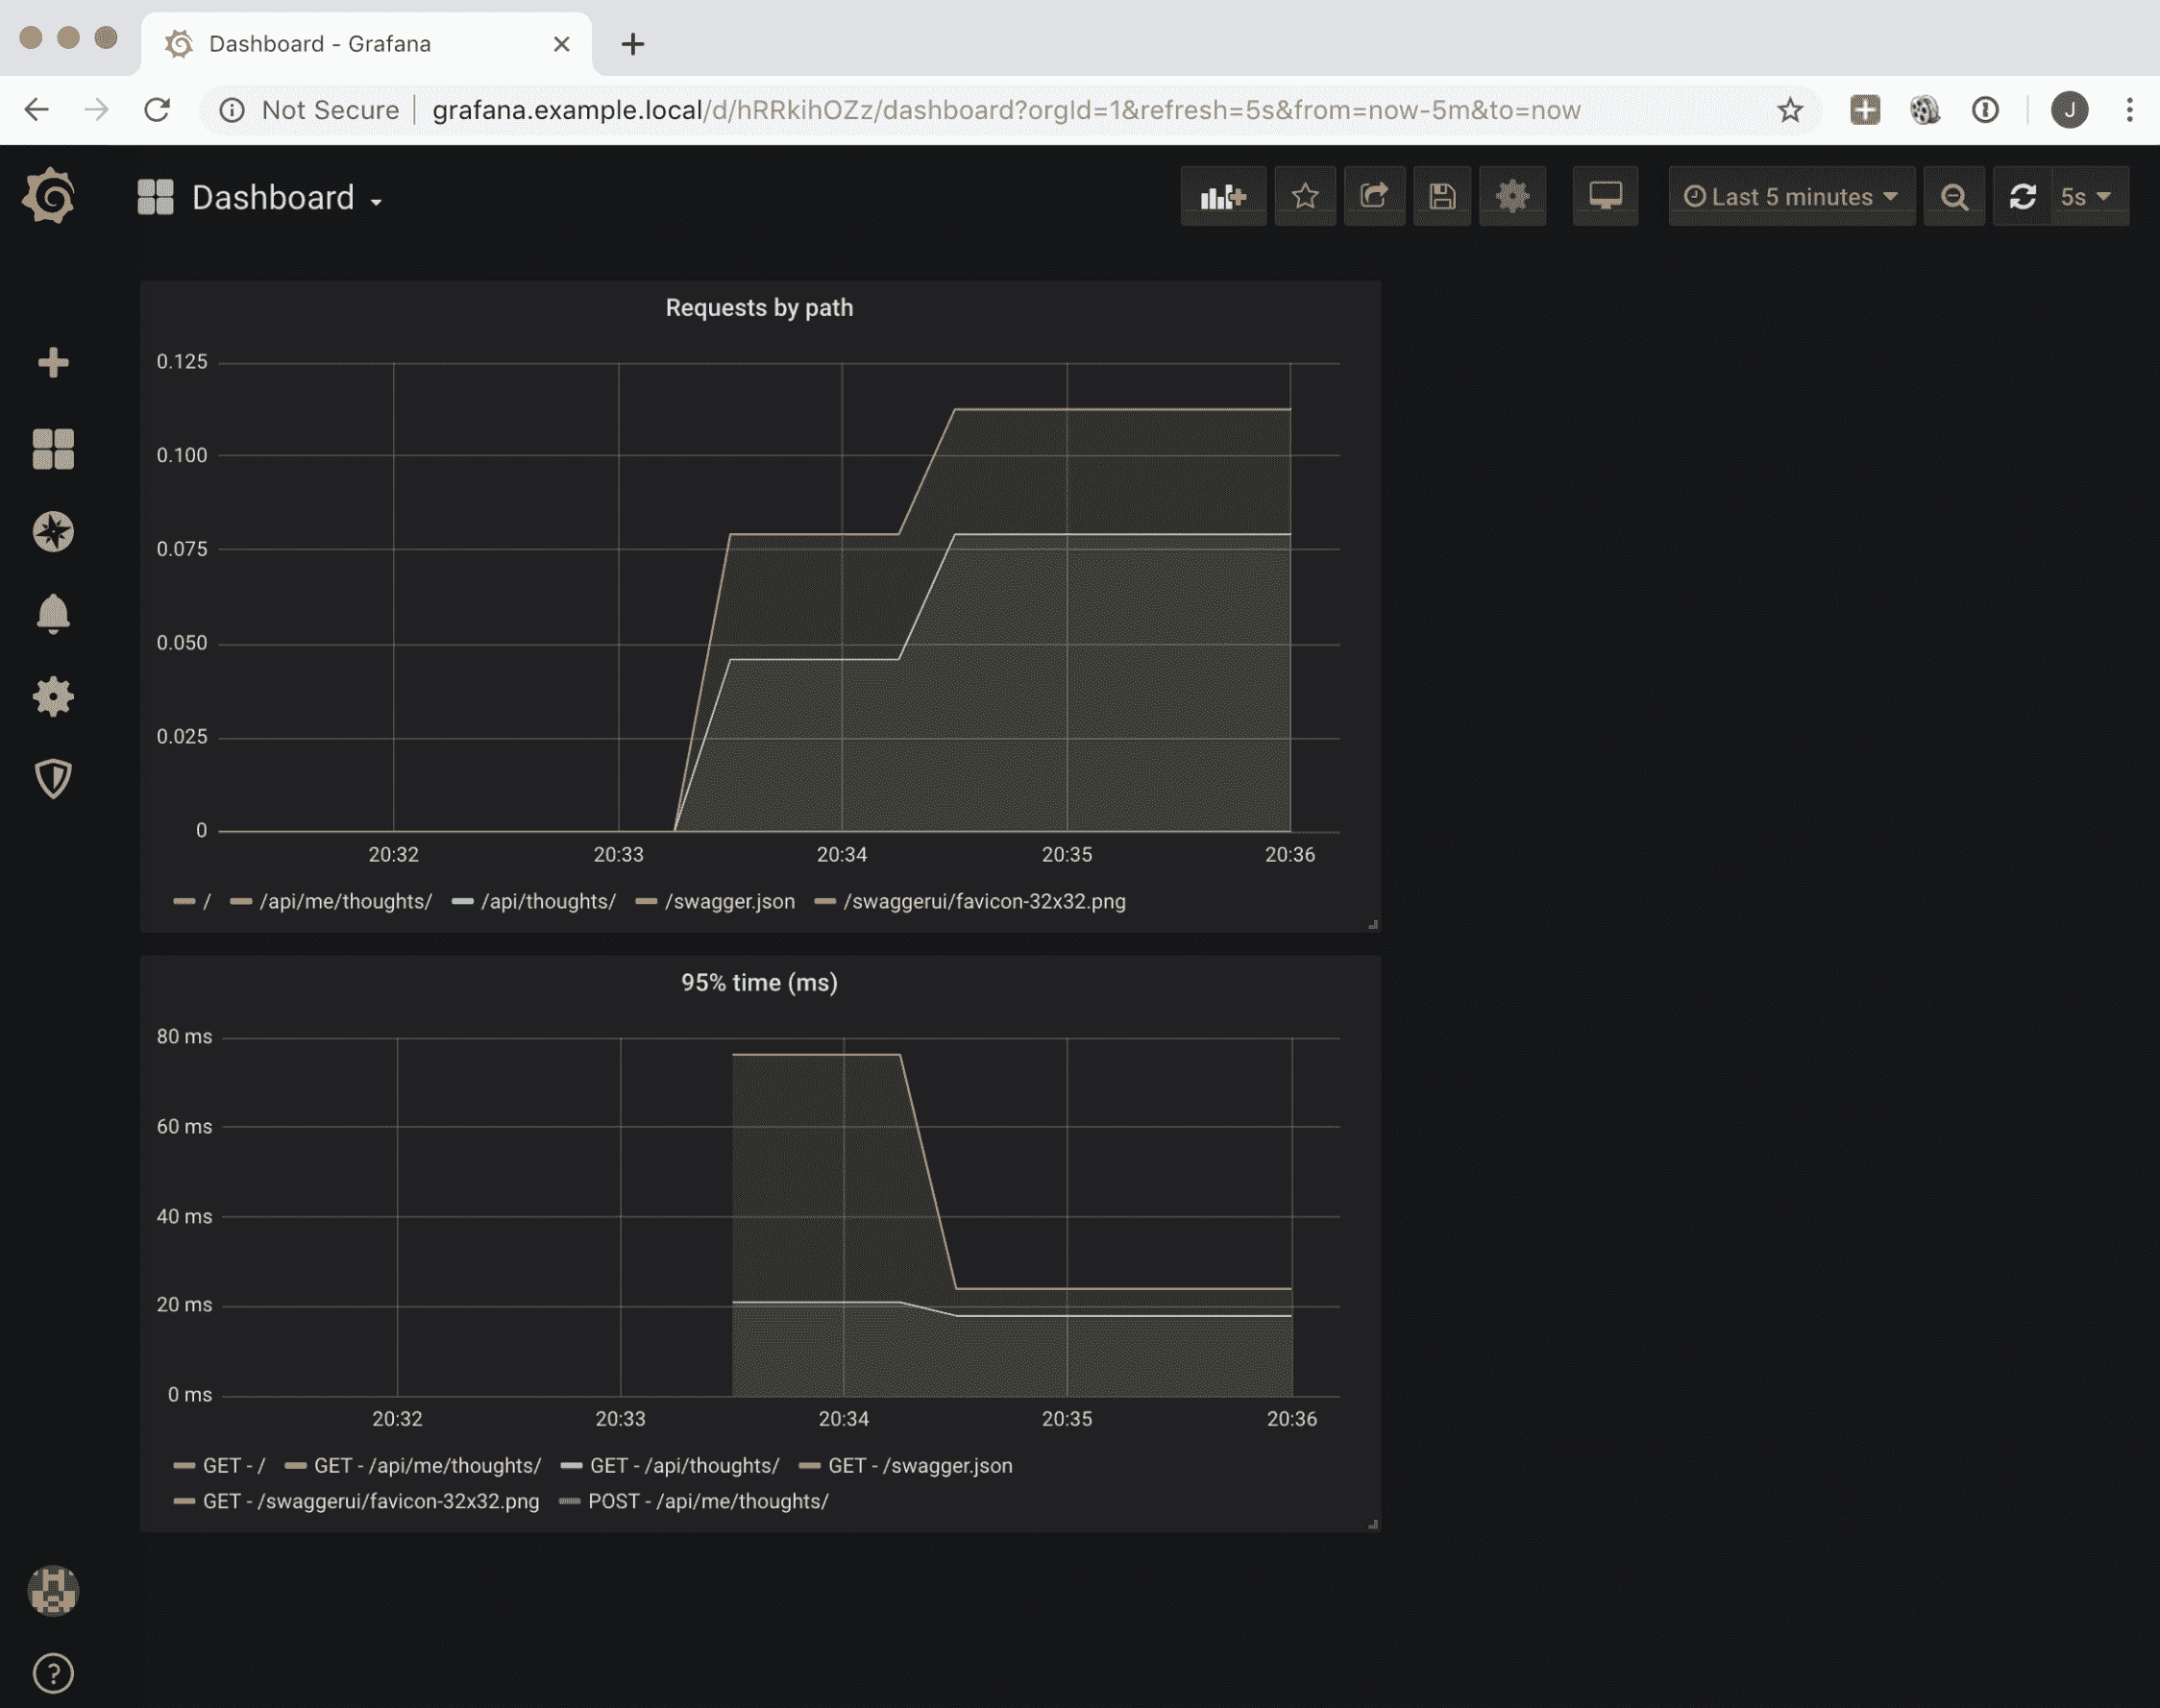 Dashboard - Grafana
Not Secure grafana.example.local/d/hRRkihOZz/dashboard?orgId=1&refresh=5s&from=now-5m&to=now
J
Dashboard
Last 5 minutes
5s
Requests by path
0.125
0.100
0.075
0.050
0.025
0
20:32 20:33 20:34 20:35 20:36
/ /api/me/thoughts/ /api/thoughts/ /swagger.json /swaggerui/favicon-32x32.png
95% time (ms)
80 ms
60 ms
40 ms
20 ms
0 ms
20:32 20:33 20:34 20:35 20:36
GET - / GET - /api/me/thoughts/ GET - /api/thoughts/ GET - /swagger.json
GET - /swaggerui/favicon-32x32.png POST - /api/me/thoughts/
?